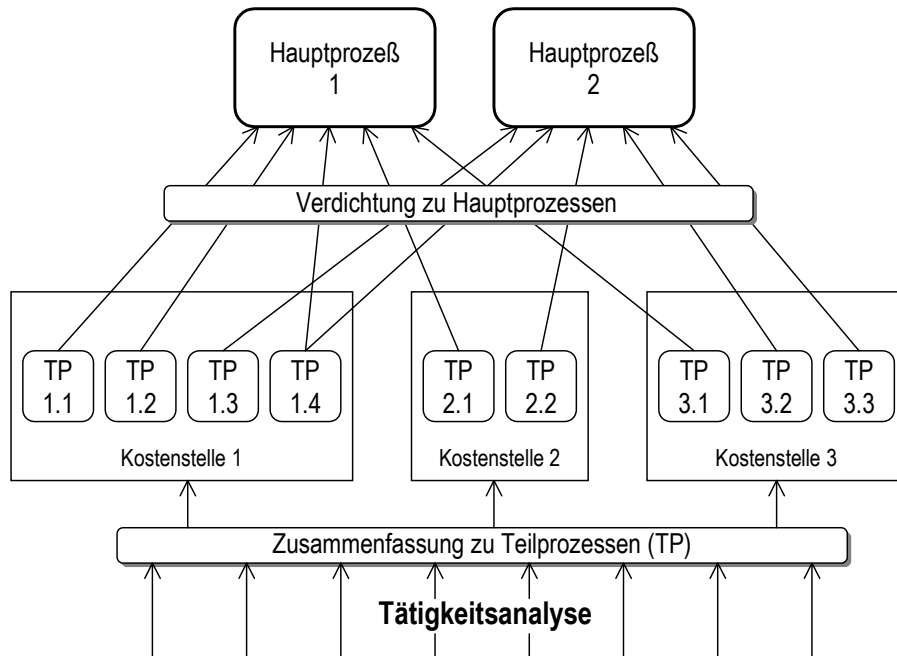 Hauptprozeß
1
Hauptprozeß
2
Verdichtung zu Hauptprozessen
TP
1.1
TP
1.2
TP
1.3
TP
1.4
TP
2.1
TP
2.2
TP
3.1
TP
3.2
TP
3.3
Kostenstelle 1
Kostenstelle 2
Kostenstelle 3
Zusammenfassung zu Teilprozessen (TP)
Tätigkeitsanalyse